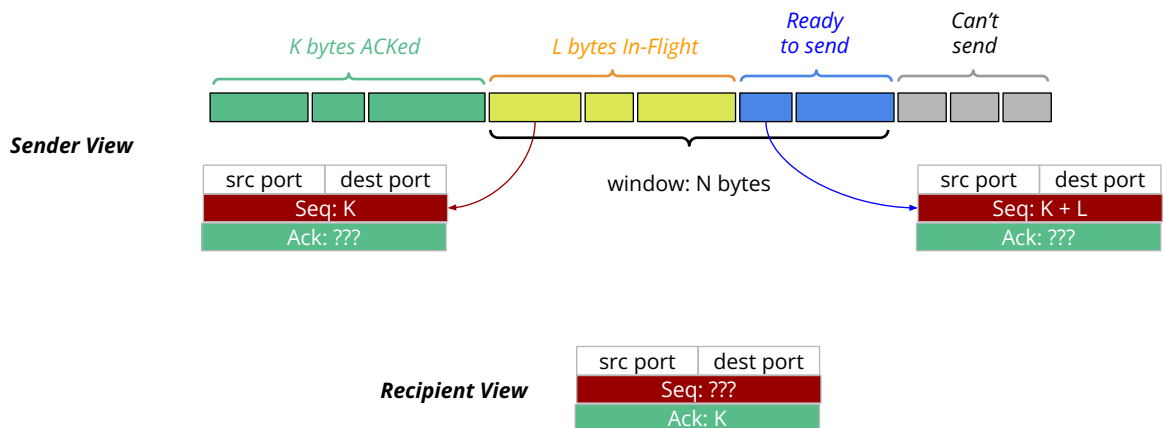 K bytes ACKed
L bytes In-Flight
Ready
to send
Can't
send
Sender View
window: N bytes
src port dest port
Seq: K
Ack: ???
src port dest port
Seq: K + L
Ack: ???
Recipient View
src port dest port
Seq: ???
Ack: K